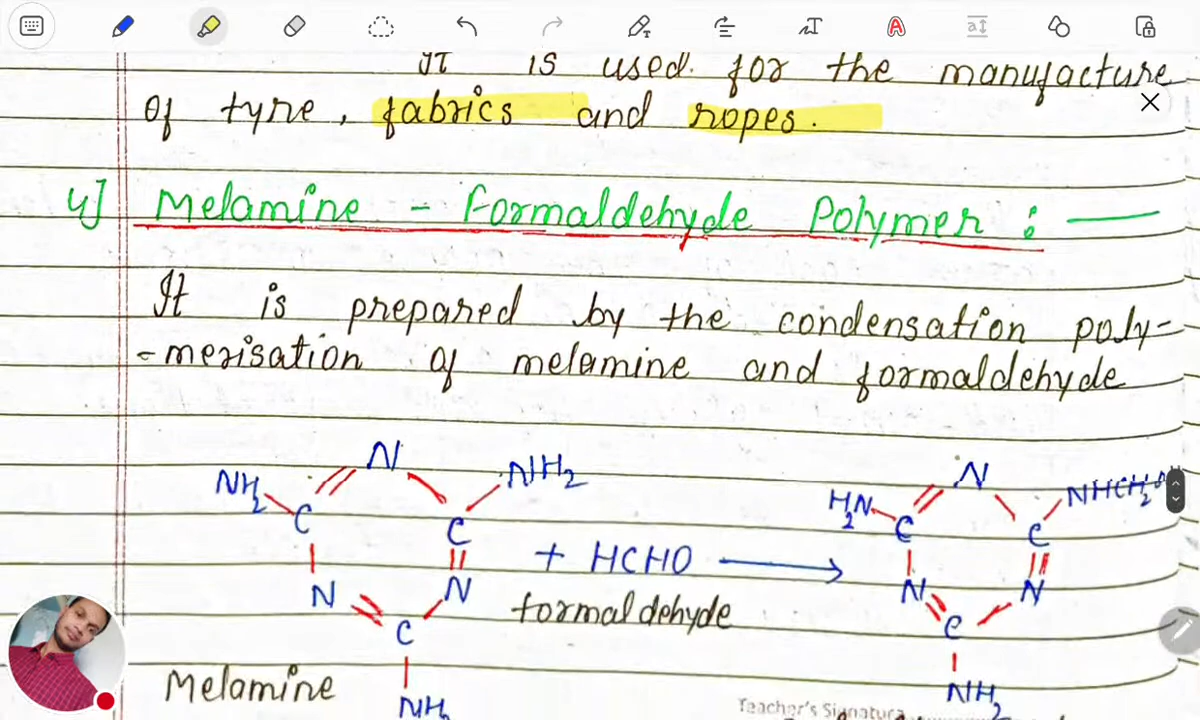 It is used for the manufacture
of tyre, fabrics and ropes.
4] Melamine - Formaldehyde Polymer :
It is prepared by the condensation poly-
-merisation of melamine and formaldehyde
NH2 C N C NH2 N C N NH2
+ HCHO
formaldehyde
H2N C N C N C N NH2
Melamine
Teacher's Signature